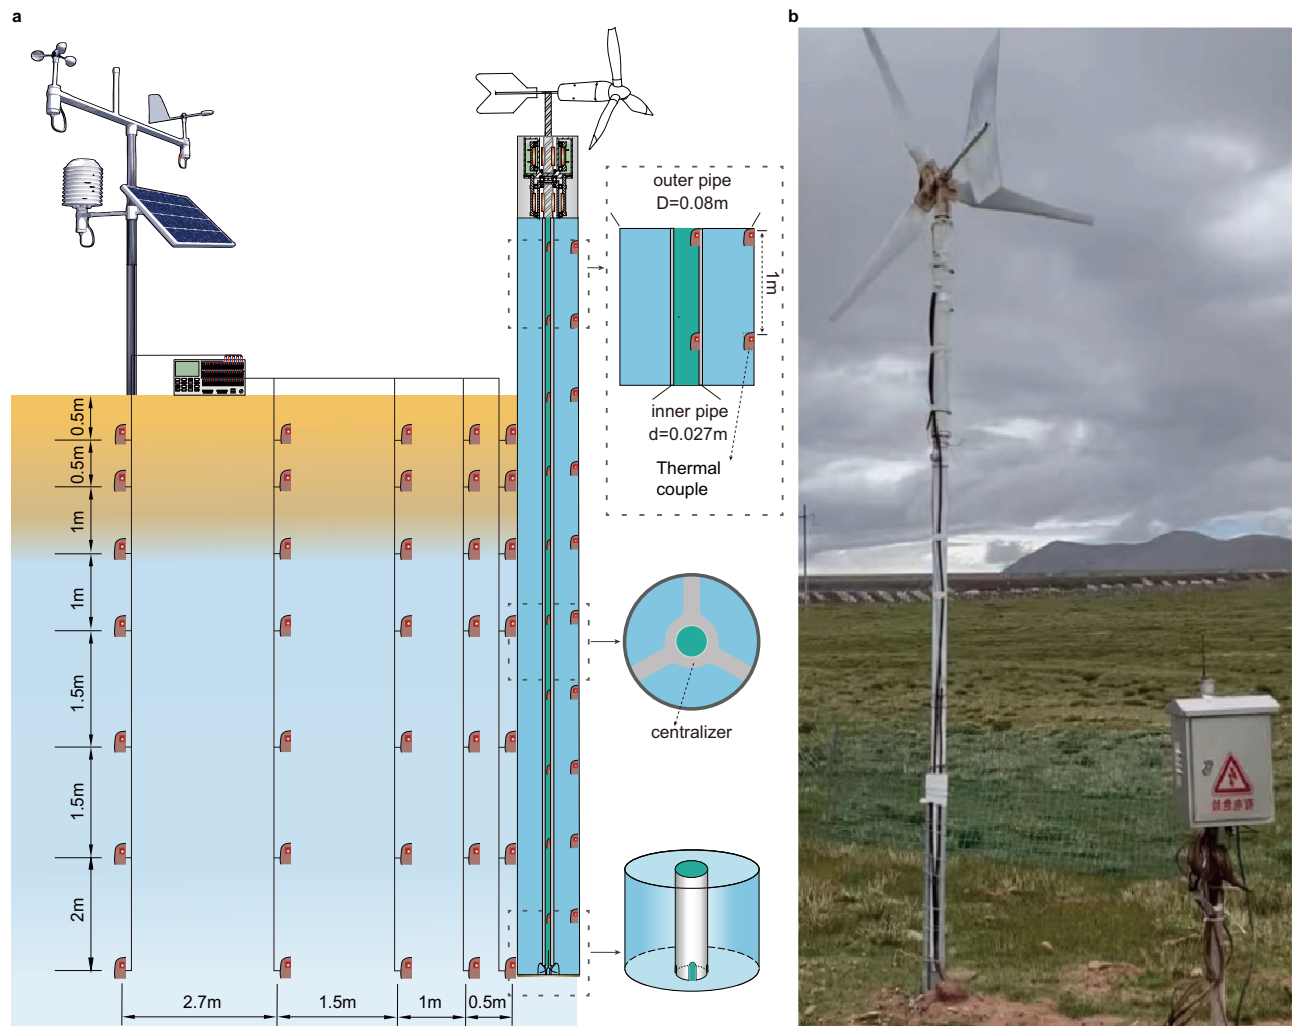 a
b
outer pipe
D=0.08m
1m
inner pipe
d=0.027m
Thermal
couple
0.5m
0.5m
1m
1m
1.5m
1.5m
2m
centralizer
2.7m
1.5m
1m
0.5m